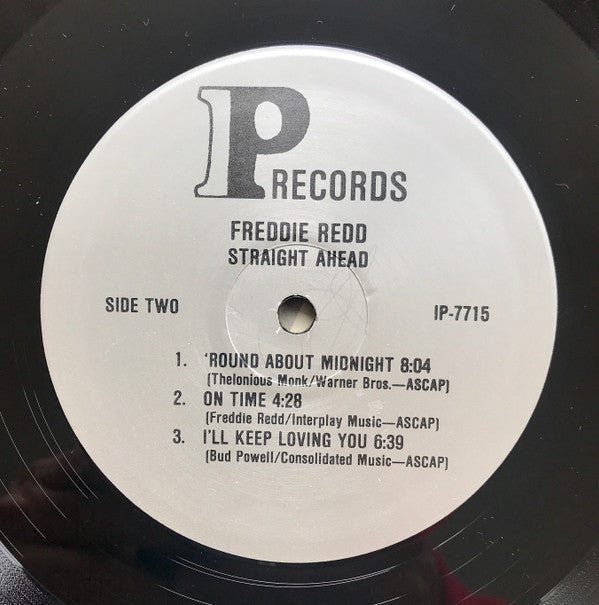 IP RECORDS
FREDDIE REDD
STRAIGHT AHEAD
SIDE TWO IP-7715
1. 'ROUND ABOUT MIDNIGHT 8:04
(Thelonious Monk/Warner Bros.—ASCAP)
2. ON TIME 4:28
(Freddie Redd/Interplay Music—ASCAP)
3. I'LL KEEP LOVING YOU 6:39
(Bud Powell/Consolidated Music—ASCAP)